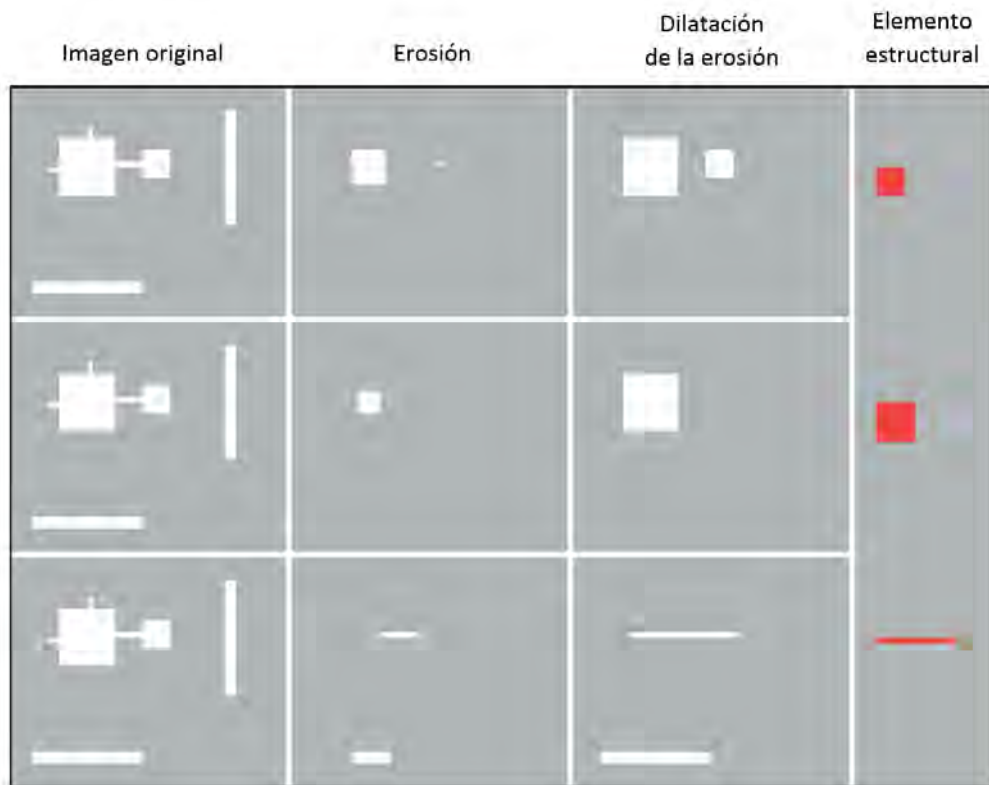 Imagen original
Erosión
Dilatación
de la erosión
Elemento
estructural